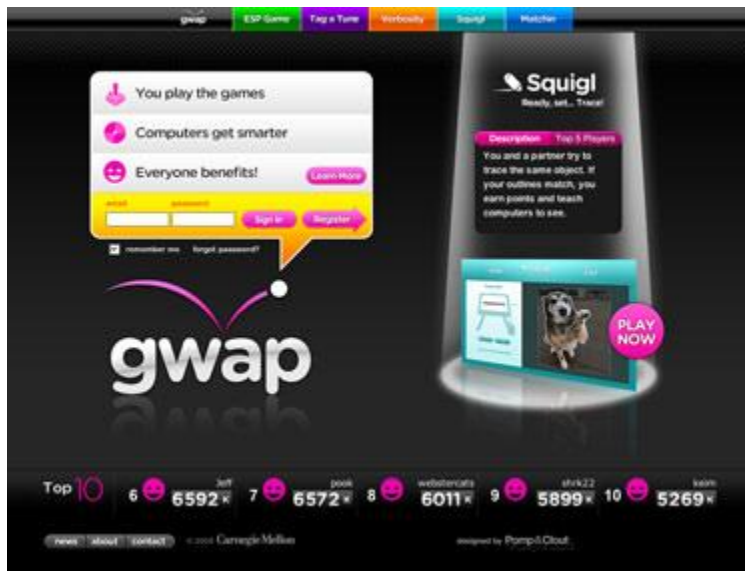 gwap ESP Game Tag a Tune Verbosity Squigl Matchin
You play the games
Computers get smarter
Everyone benefits!
Learn More
email password
Sign in Register
remember me forgot password?
gwap
Squigl
Ready, set... Trace!
Description Top 5 Players
You and a partner try to
trace the same object. If
your outlines match, you
earn points and teach
computers to see.
PLAY
NOW
Top 10
6 Jeff 6592 K
7 pook 6572 K
8 webstercats 6011 K
9 shrk22 5899 K
10 keim 5269 K
news about contact © 2008 Carnegie Mellon
designed by Pomp&Clout